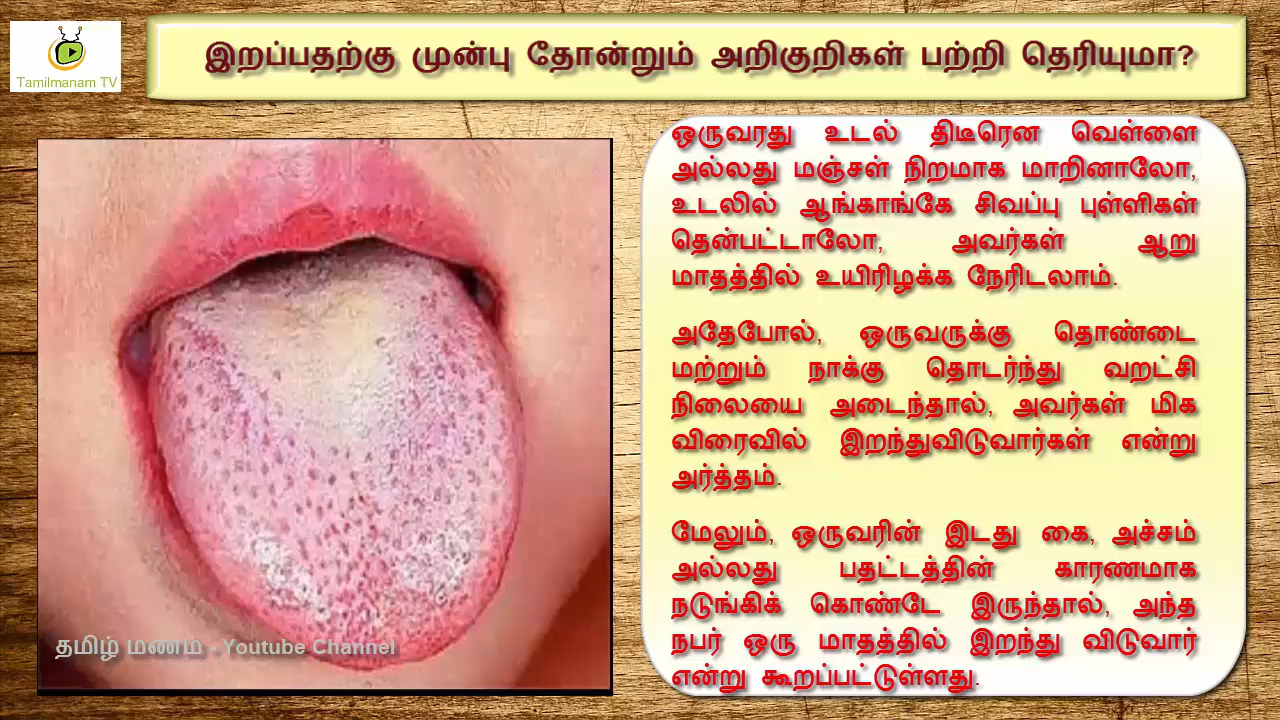 Tamilmanam TV
இறப்பதற்கு முன்பு தோன்றும் அறிகுறிகள் பற்றி தெரியுமா?
ஒருவரது உடல் திடீரென வெள்ளை
அல்லது மஞ்சள் நிறமாக மாறினாலோ,
உடலில் ஆங்காங்கே சிவப்பு புள்ளிகள்
தென்பட்டாலோ, அவர்கள் ஆறு
மாதத்தில் உயிரிழக்க நேரிடலாம்.
அதேபோல், ஒருவருக்கு தொண்டை
மற்றும் நாக்கு தொடர்ந்து வறட்சி
நிலையை அடைந்தால், அவர்கள் மிக
விரைவில் இறந்துவிடுவார்கள் என்று
அர்த்தம்.
மேலும், ஒருவரின் இடது கை, அச்சம்
அல்லது பதட்டத்தின் காரணமாக
நடுங்கிக் கொண்டே இருந்தால், அந்த
நபர் ஒரு மாதத்தில் இறந்து விடுவார்
என்று கூறப்பட்டுள்ளது.
தமிழ் மணம் - Youtube Channel